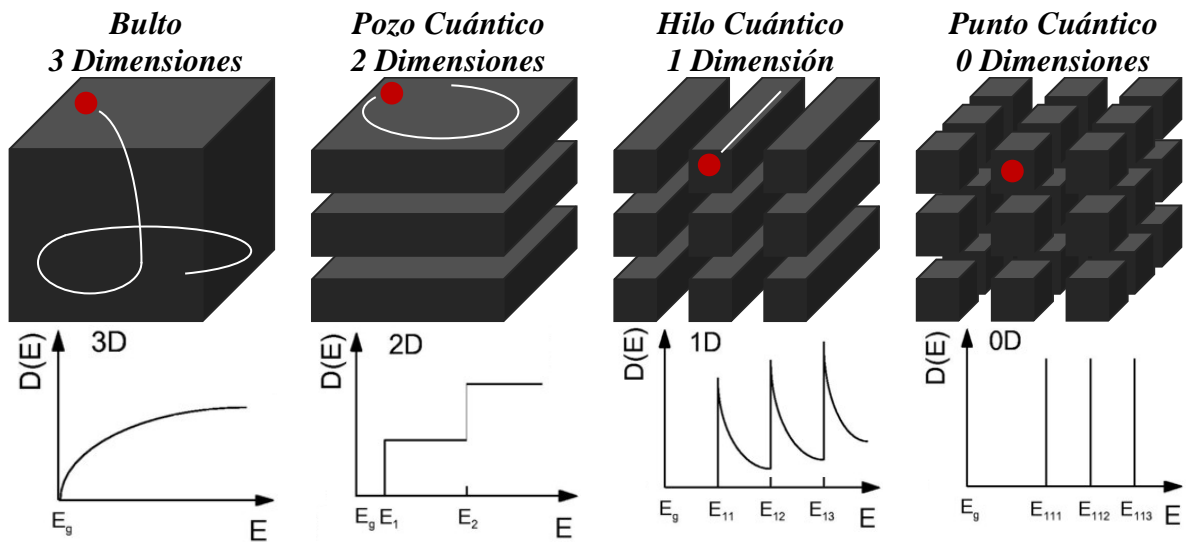 Bulto
3 Dimensiones
Pozo Cuántico
2 Dimensiones
Hilo Cuántico
1 Dimensión
Punto Cuántico
0 Dimensiones
3D
D(E)
E_g
E
2D
D(E)
E_g E_1 E_2
E
1D
D(E)
E_g E_11 E_12 E_13
E
0D
D(E)
E_g E_111 E_112 E_113
E